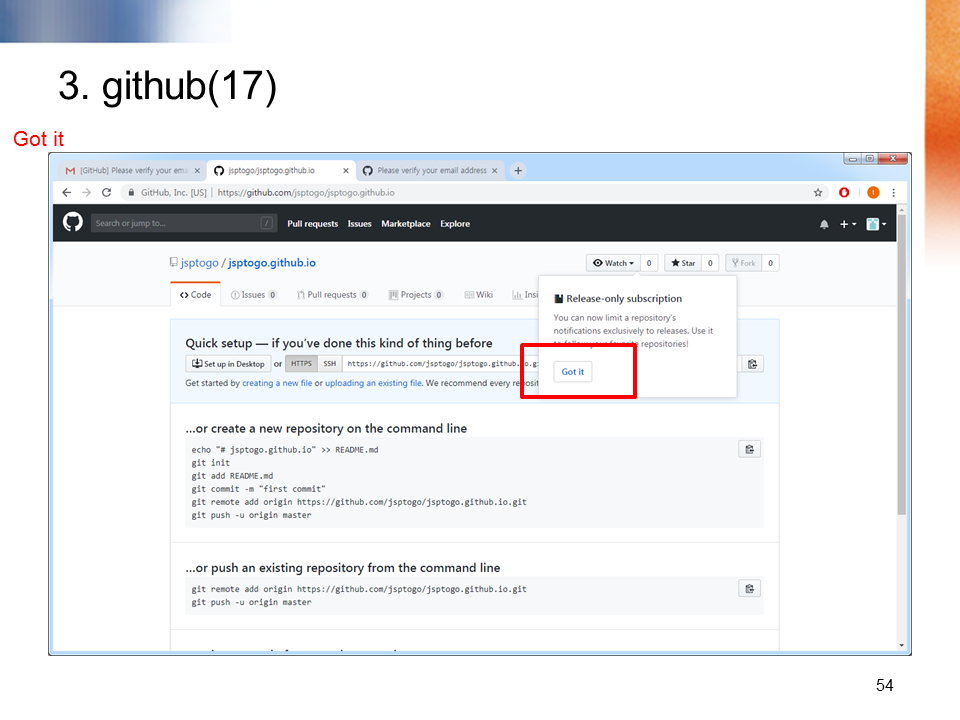 3. github(17)
Got it
[GitHub] Please verify your ema
jsptogo/jsptogo.github.io
Please verify your email address
GitHub, Inc. [US] | https://github.com/jsptogo/jsptogo.github.io
Search or jump to...
/
Pull requests
Issues
Marketplace
Explore
jsptogo / jsptogo.github.io
Watch
0
Star
0
Fork
0
Code
Issues 0
Pull requests 0
Projects 0
Wiki
Insi
Release-only subscription
You can now limit a repository's
notifications exclusively to releases. Use it
to follow your favorite repositories!
Got it
Quick setup — if you've done this kind of thing before
Set up in Desktop or HTTPS SSH https://github.com/jsptogo/jsptogo.github.io.gi
Get started by creating a new file or uploading an existing file. We recommend every reposit
...or create a new repository on the command line
echo "# jsptogo.github.io" >> README.md
git init
git add README.md
git commit -m "first commit"
git remote add origin https://github.com/jsptogo/jsptogo.github.io.git
git push -u origin master
...or push an existing repository from the command line
git remote add origin https://github.com/jsptogo/jsptogo.github.io.git
git push -u origin master
54